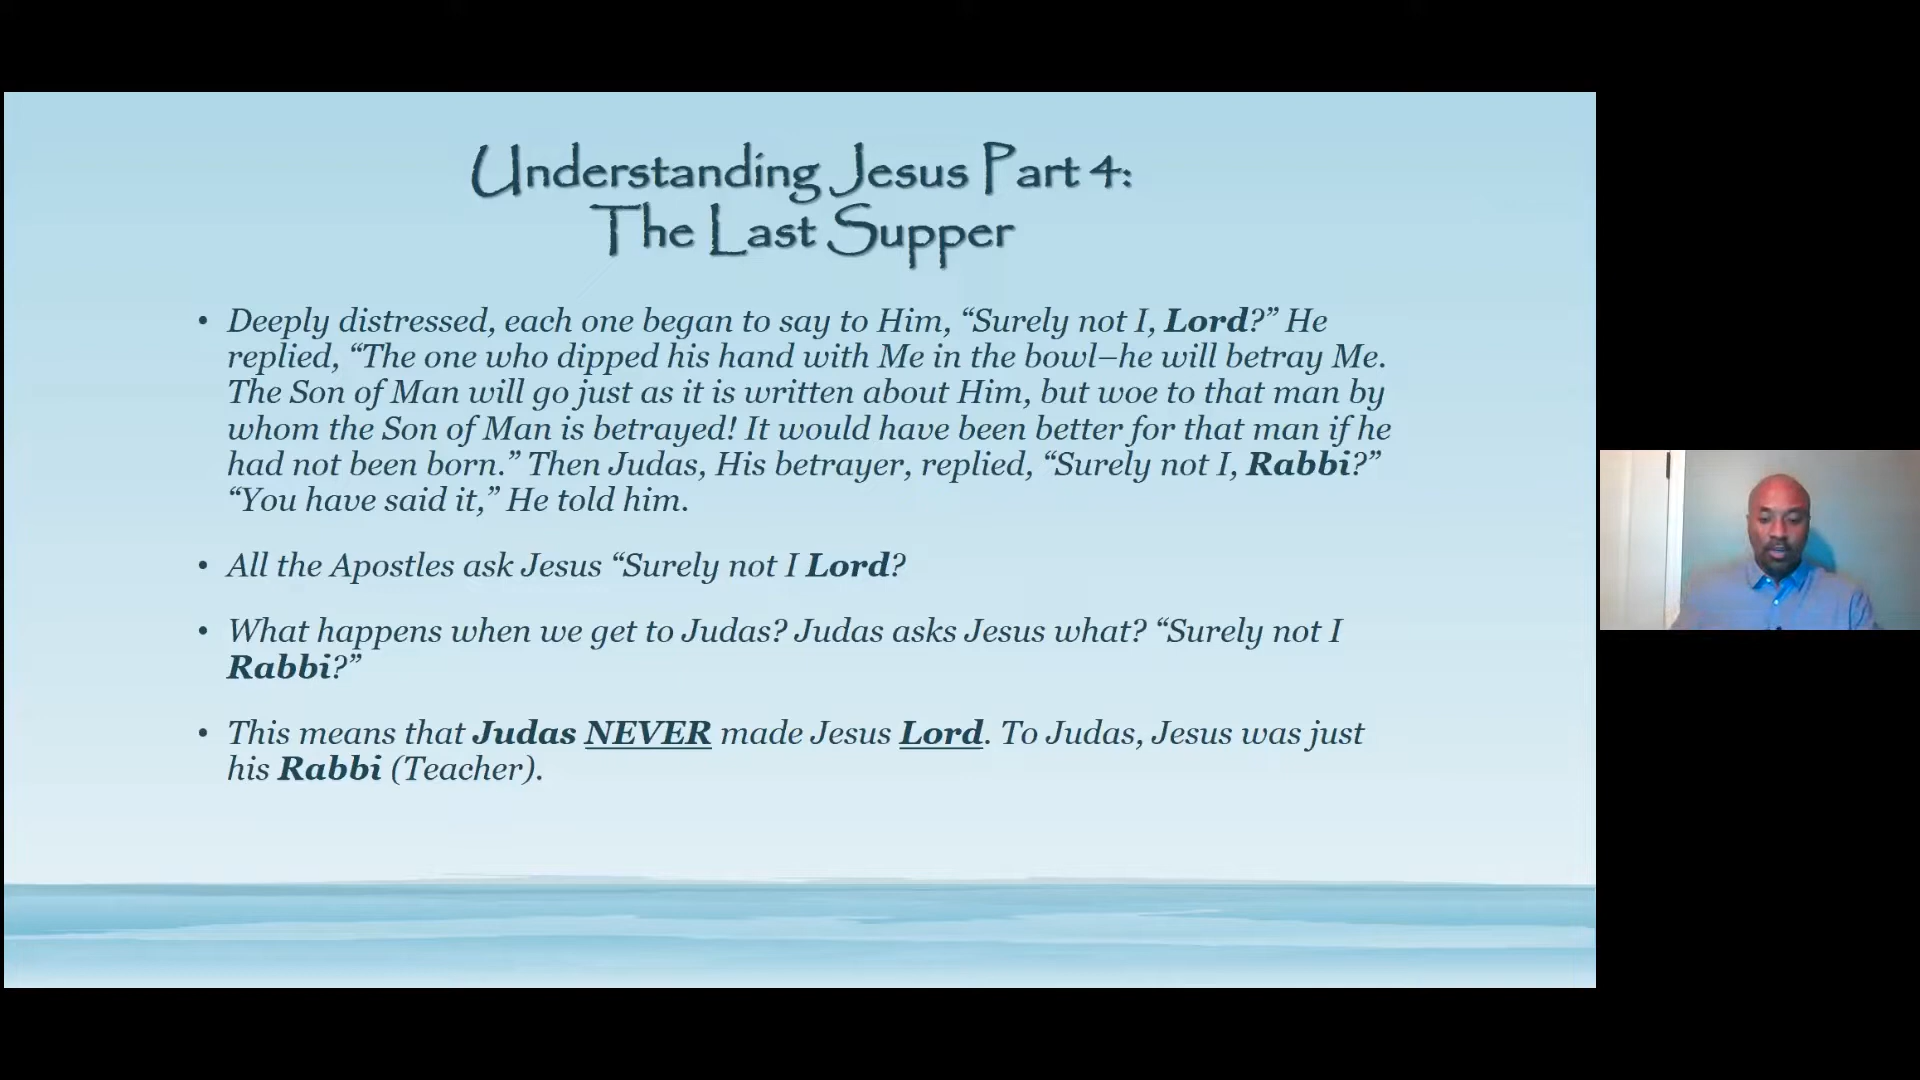 Understanding Jesus Part 4:
The Last Supper
• Deeply distressed, each one began to say to Him, “Surely not I, Lord?” He
replied, “The one who dipped his hand with Me in the bowl–he will betray Me.
The Son of Man will go just as it is written about Him, but woe to that man by
whom the Son of Man is betrayed! It would have been better for that man if he
had not been born.” Then Judas, His betrayer, replied, “Surely not I, Rabbi?”
“You have said it,” He told him.
• All the Apostles ask Jesus “Surely not I Lord?
• What happens when we get to Judas? Judas asks Jesus what? “Surely not I
Rabbi?”
• This means that Judas NEVER made Jesus Lord. To Judas, Jesus was just
his Rabbi (Teacher).